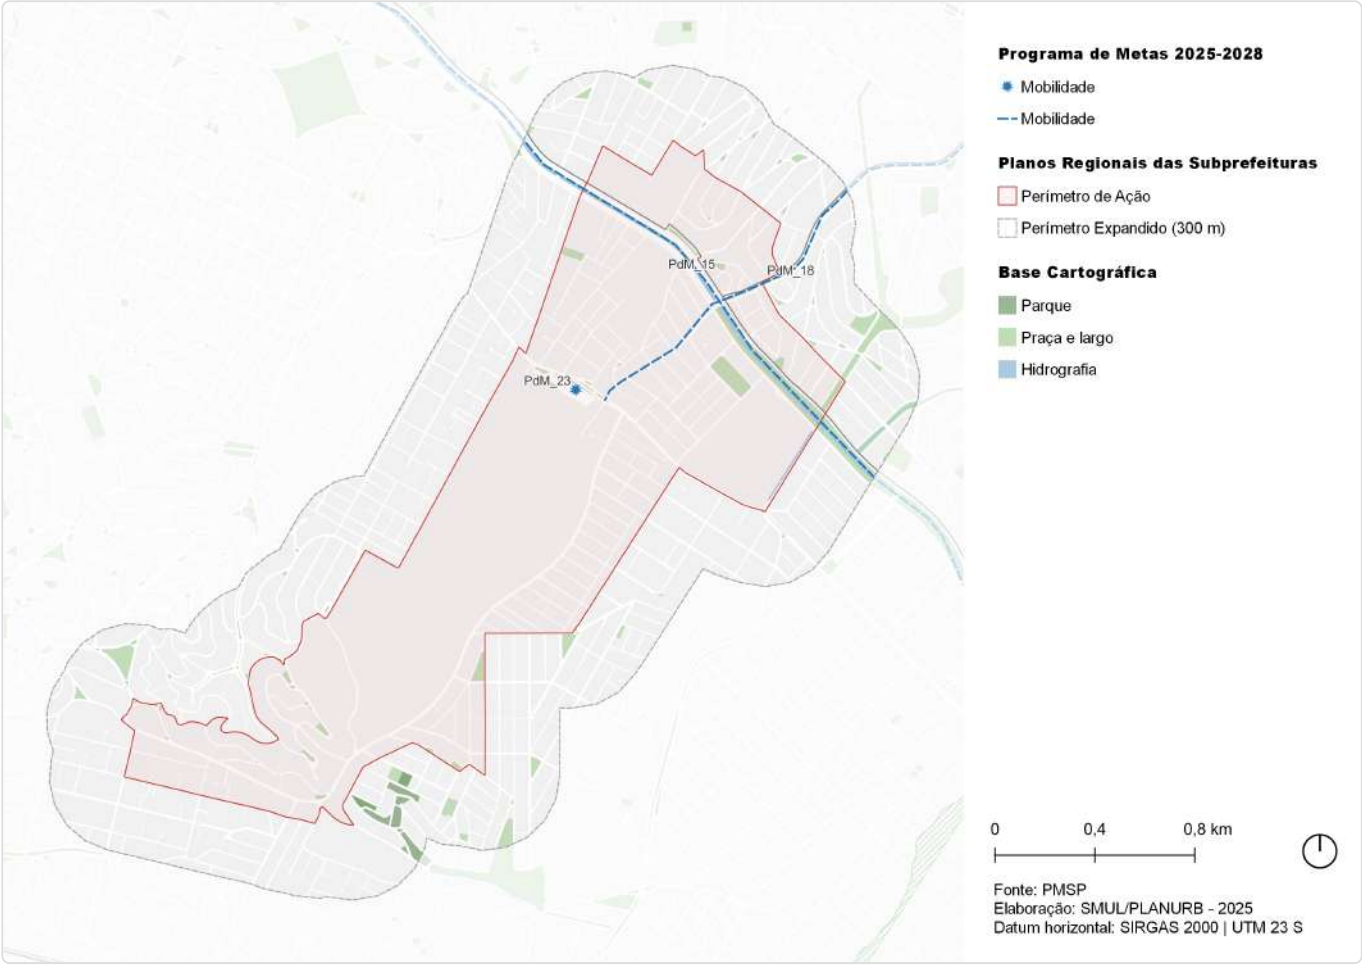 Programa de Metas 2025-2028
Mobilidade
Mobilidade
Planos Regionais das Subprefeituras
Perímetro de Ação
Perímetro Expandido (300 m)
Base Cartográfica
Parque
Praça e largo
Hidrografia
PdM_15
PdM_18
PdM_23
0 0,4 0,8 km
Fonte: PMSP
Elaboração: SMUL/PLANURB - 2025
Datum horizontal: SIRGAS 2000 | UTM 23 S